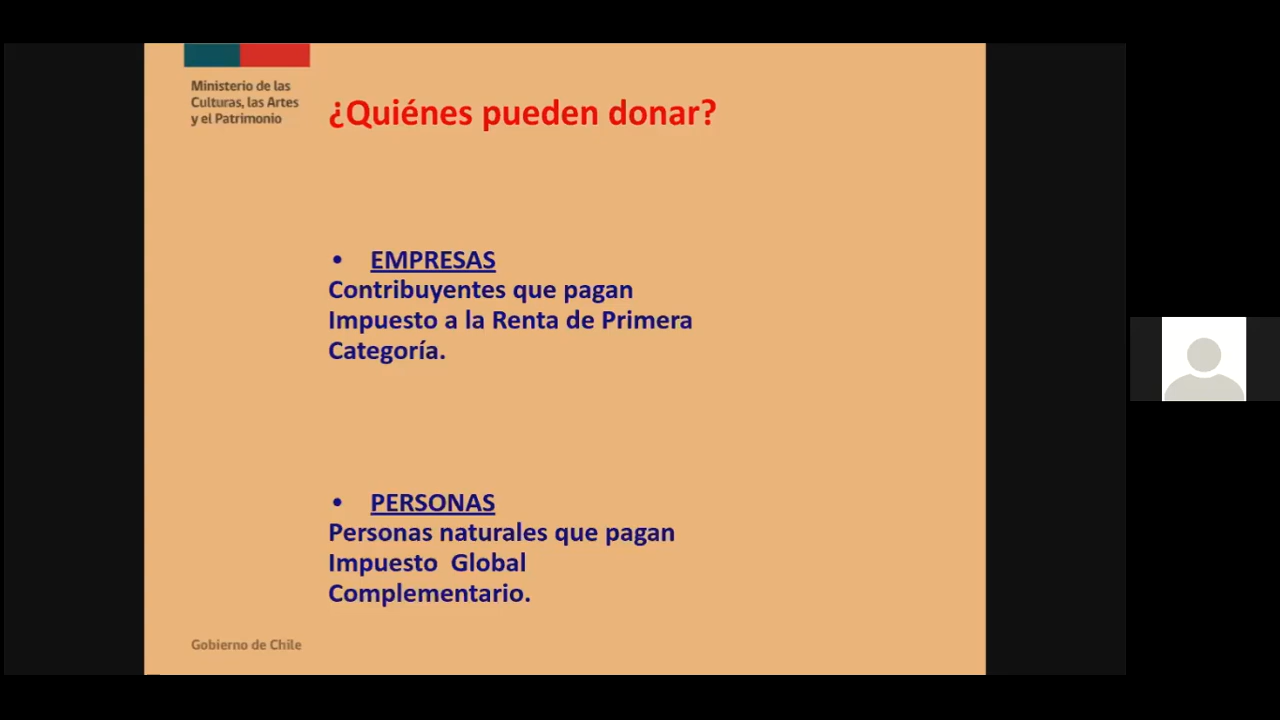 Ministerio de las
Culturas, las Artes
y el Patrimonio
¿Quiénes pueden donar?
• EMPRESAS
Contribuyentes que pagan
Impuesto a la Renta de Primera
Categoría.
• PERSONAS
Personas naturales que pagan
Impuesto Global
Complementario.
Gobierno de Chile